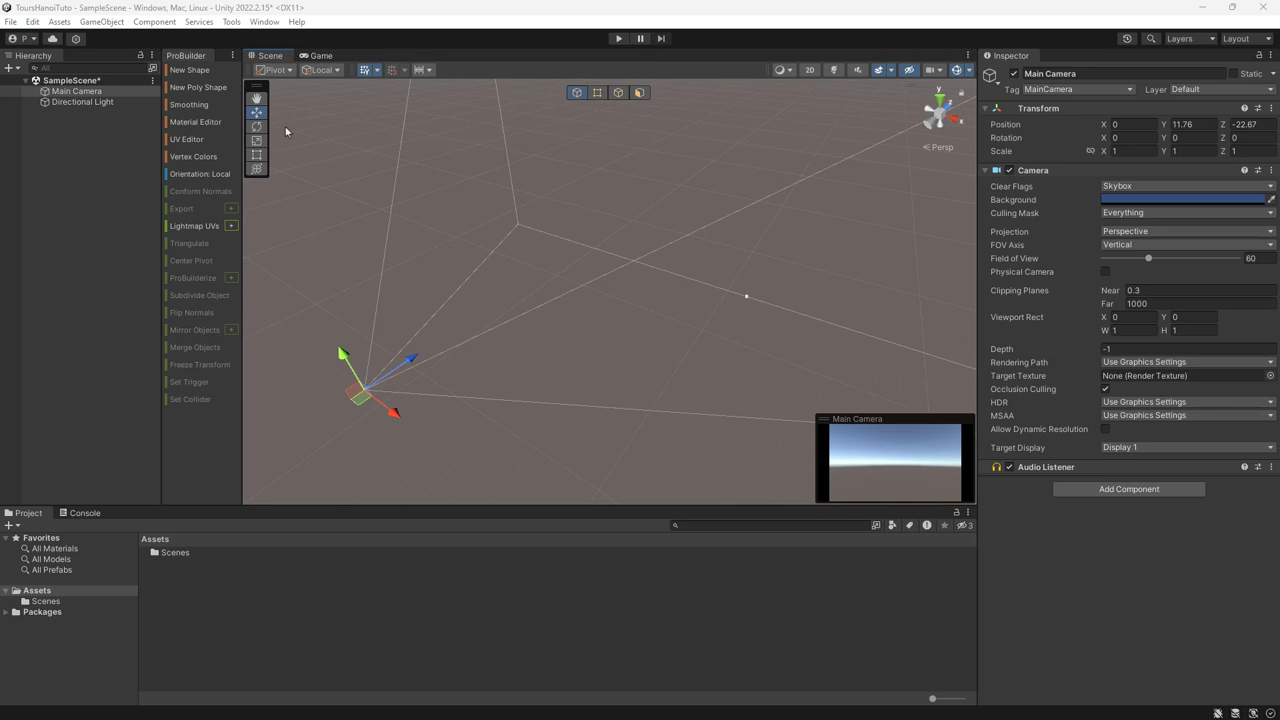 ToursHanoiTuto - SampleScene - Windows, Mac, Linux - Unity 2022.2.15* <DX11>
File Edit Assets GameObject Component Services Tools Window Help
P
Layers Layout
Hierarchy
All
SampleScene*
Main Camera
Directional Light
ProBuilder
New Shape
New Poly Shape
Smoothing
Material Editor
UV Editor
Vertex Colors
Orientation: Local
Conform Normals
Export +
Lightmap UVs +
Triangulate
Center Pivot
ProBuilderize +
Subdivide Object
Flip Normals
Mirror Objects +
Merge Objects
Freeze Transform
Set Trigger
Set Collider
Scene Game
Pivot Local
2D
y
z
x
Persp
Main Camera
Inspector
Main Camera Static
Tag MainCamera Layer Default
Transform
Position X 0 Y 11.76 Z -22.67
Rotation X 0 Y 0 Z 0
Scale X 1 Y 1 Z 1
Camera
Clear Flags Skybox
Background
Culling Mask Everything
Projection Perspective
FOV Axis Vertical
Field of View 60
Physical Camera
Clipping Planes Near 0.3
Far 1000
Viewport Rect X 0 Y 0
W 1 H 1
Depth -1
Rendering Path Use Graphics Settings
Target Texture None (Render Texture)
Occlusion Culling
HDR Use Graphics Settings
MSAA Use Graphics Settings
Allow Dynamic Resolution
Target Display Display 1
Audio Listener
Add Component
Project Console
3
Favorites
All Materials
All Models
All Prefabs
Assets
Scenes
Packages
Assets
Scenes